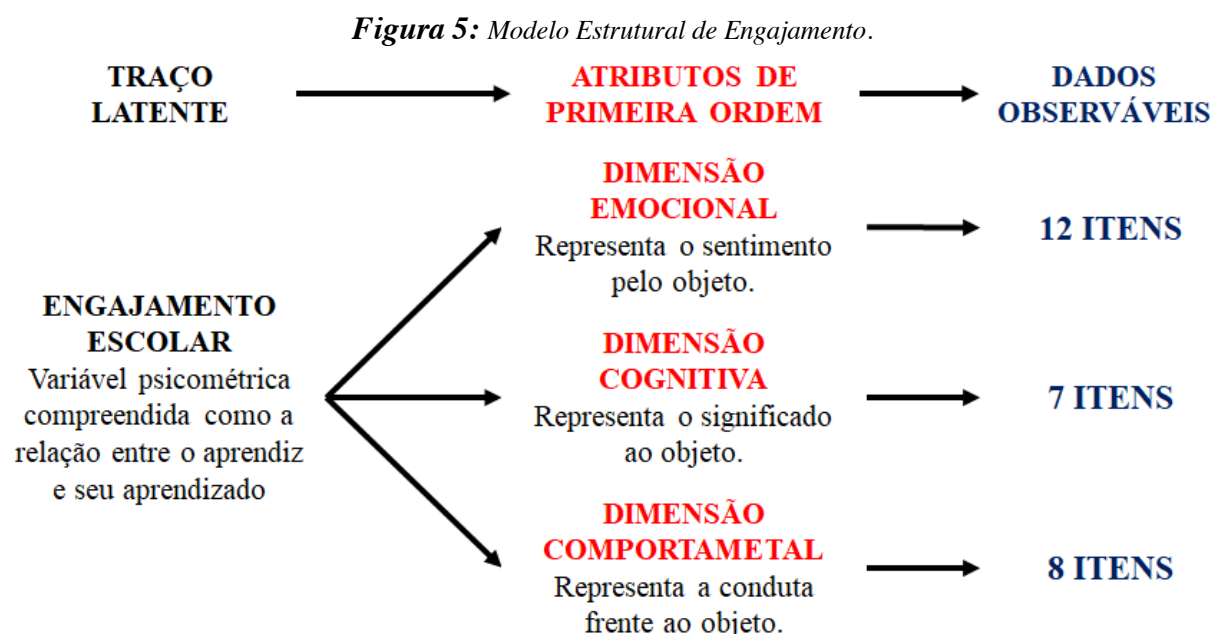 Figura 5: Modelo Estrutural de Engajamento.
TRAÇO
LATENTE
ATRIBUTOS DE
PRIMEIRA ORDEM
DADOS
OBSERVÁVEIS
ENGAJAMENTO
ESCOLAR
Variável psicométrica
compreendida como a
relação entre o aprendiz
e seu aprendizado
DIMENSÃO
EMOCIONAL
Representa o sentimento
pelo objeto.
12 ITENS
DIMENSÃO
COGNITIVA
Representa o significado
ao objeto.
7 ITENS
DIMENSÃO
COMPORTAMETAL
Representa a conduta
frente ao objeto.
8 ITENS